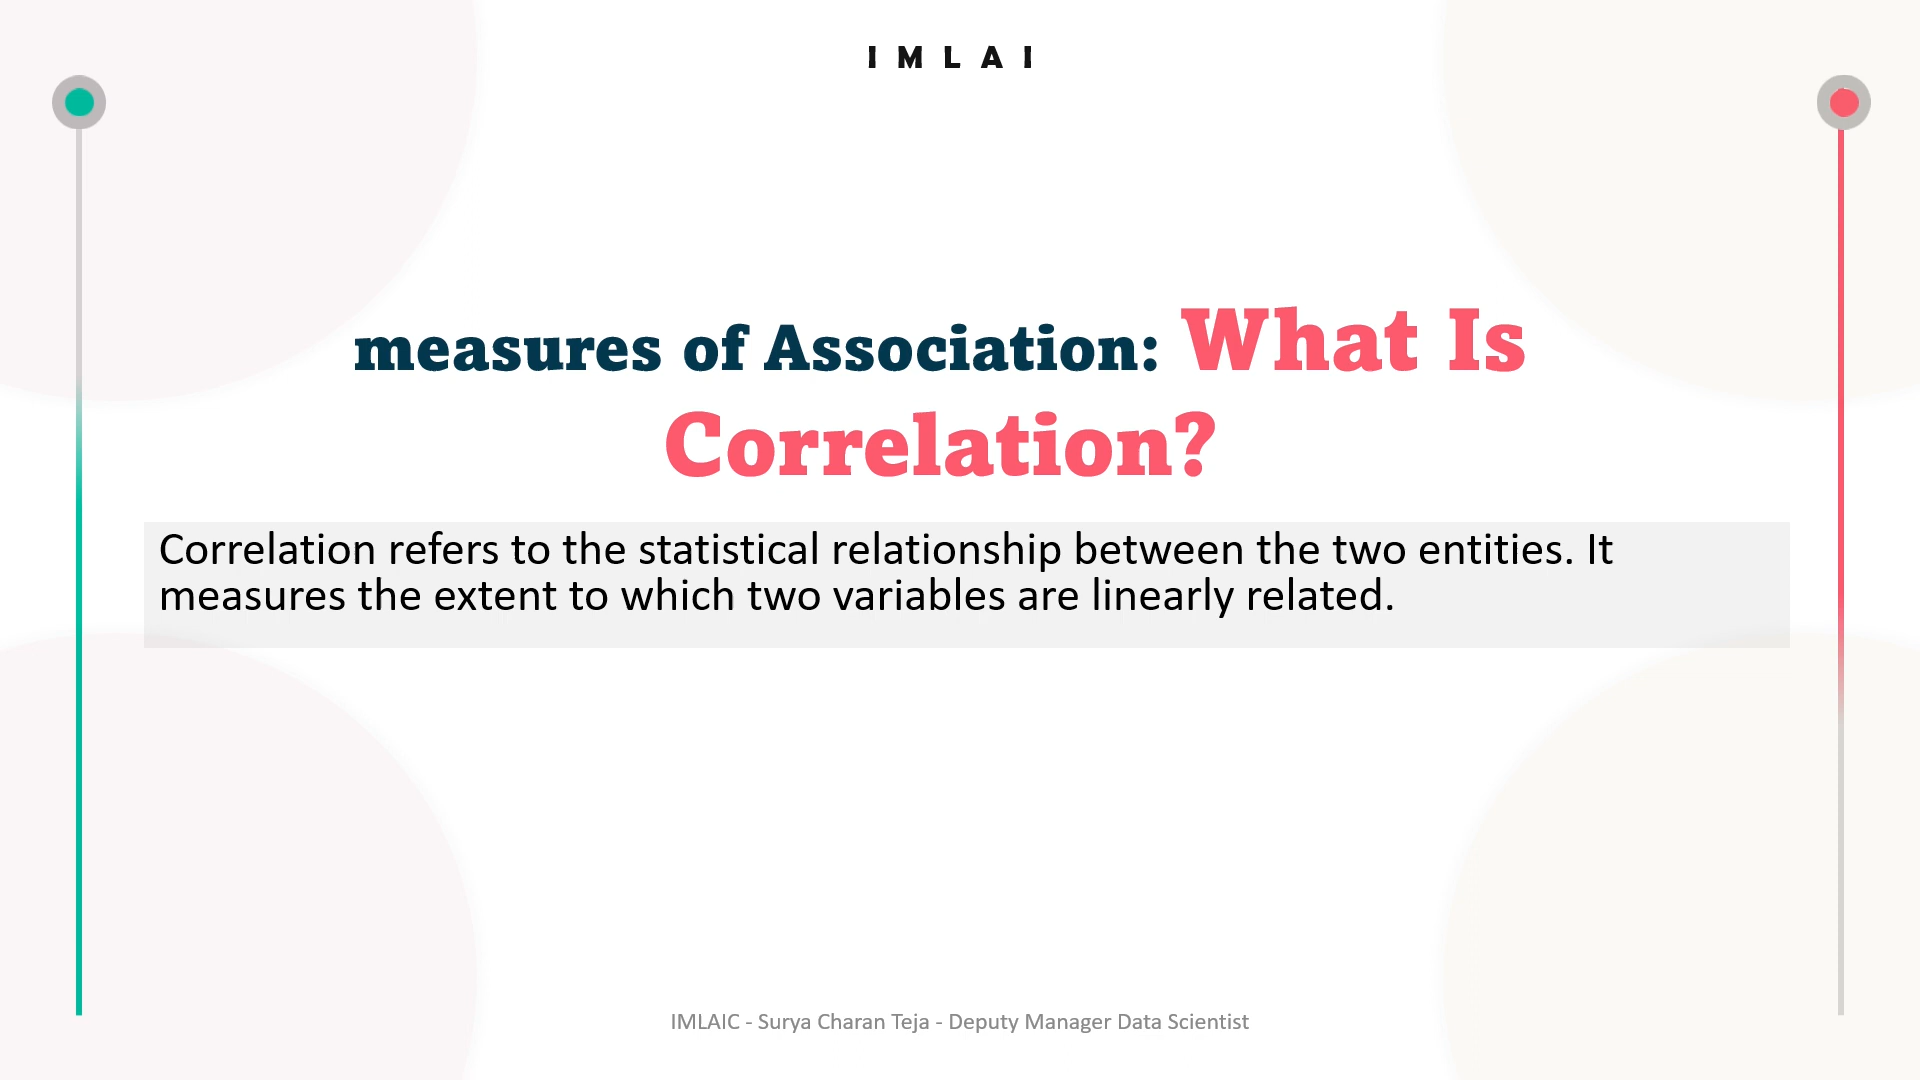 IMLAI
measures of Association: What Is
Correlation?
Correlation refers to the statistical relationship between the two entities. It
measures the extent to which two variables are linearly related.
IMLAIC - Surya Charan Teja - Deputy Manager Data Scientist